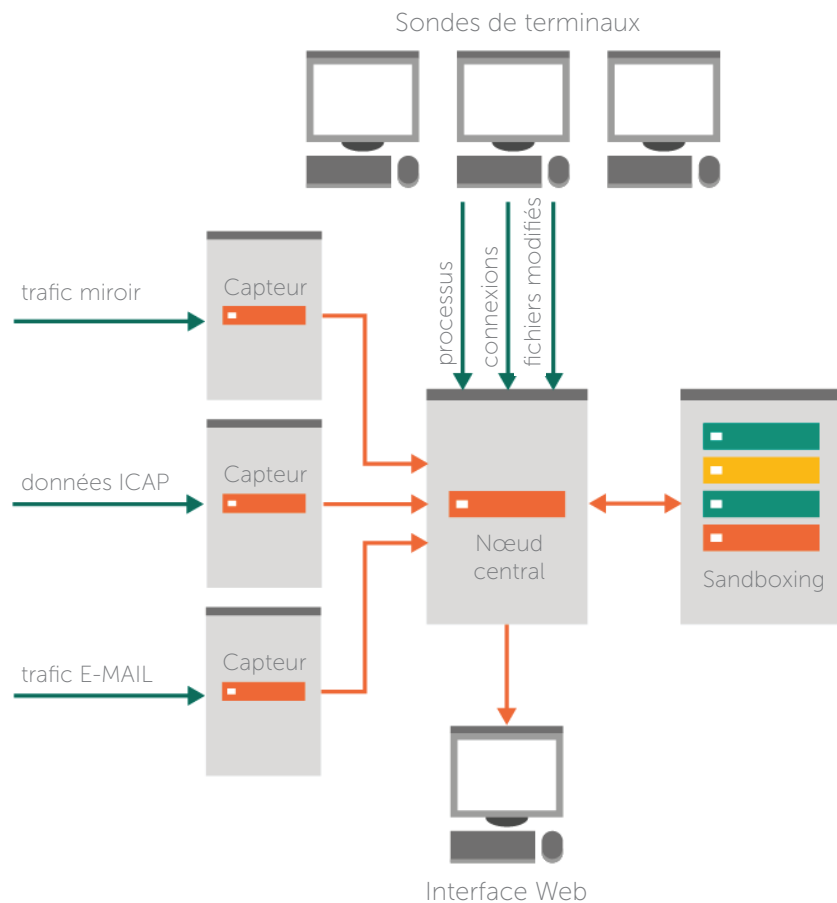 Sondes de terminaux
processus
connexions
fichiers modifiés
trafic miroir
Capteur
données ICAP
Capteur
trafic E-MAIL
Capteur
Nœud
central
Sandboxing
Interface Web